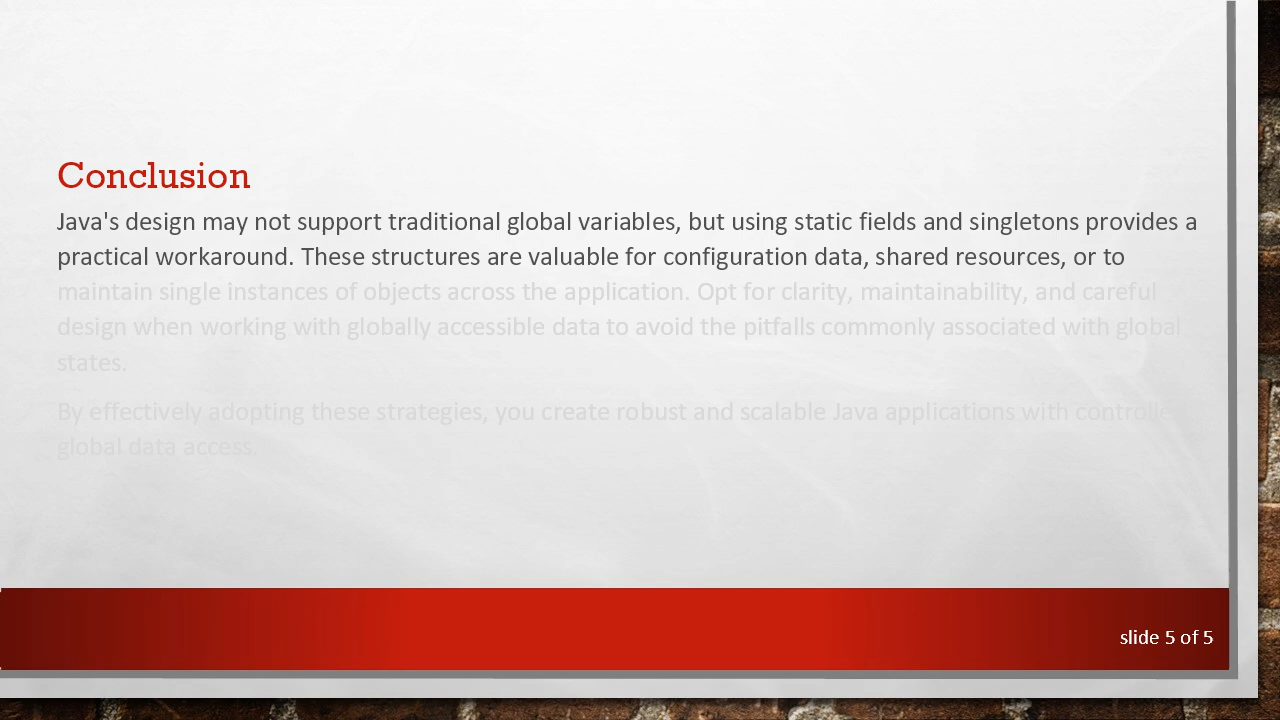 Conclusion
Java's design may not support traditional global variables, but using static fields and singletons provides a
practical workaround. These structures are valuable for configuration data, shared resources, or to
maintain single instances of objects across the application. Opt for clarity, maintainability, and careful
design when working with globally accessible data to avoid the pitfalls commonly associated with global
states.
By effectively adopting these strategies, you create robust and scalable Java applications with controlled
global data access.
slide 5 of 5